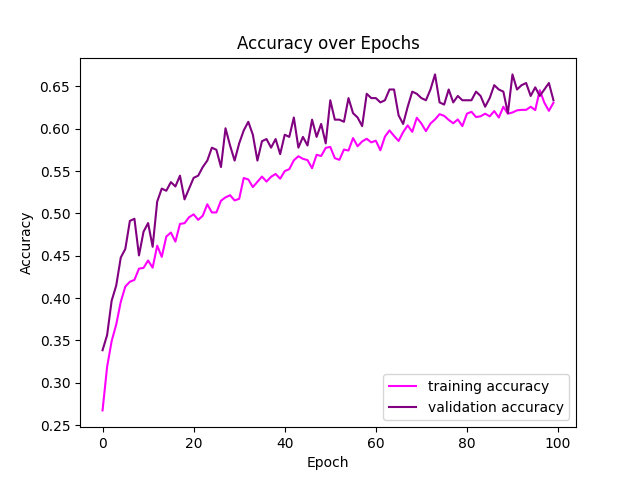 Accuracy over Epochs
Accuracy
0.65
0.60
0.55
0.50
0.45
0.40
0.35
0.30
0.25
training accuracy
validation accuracy
0 20 40 60 80 100
Epoch